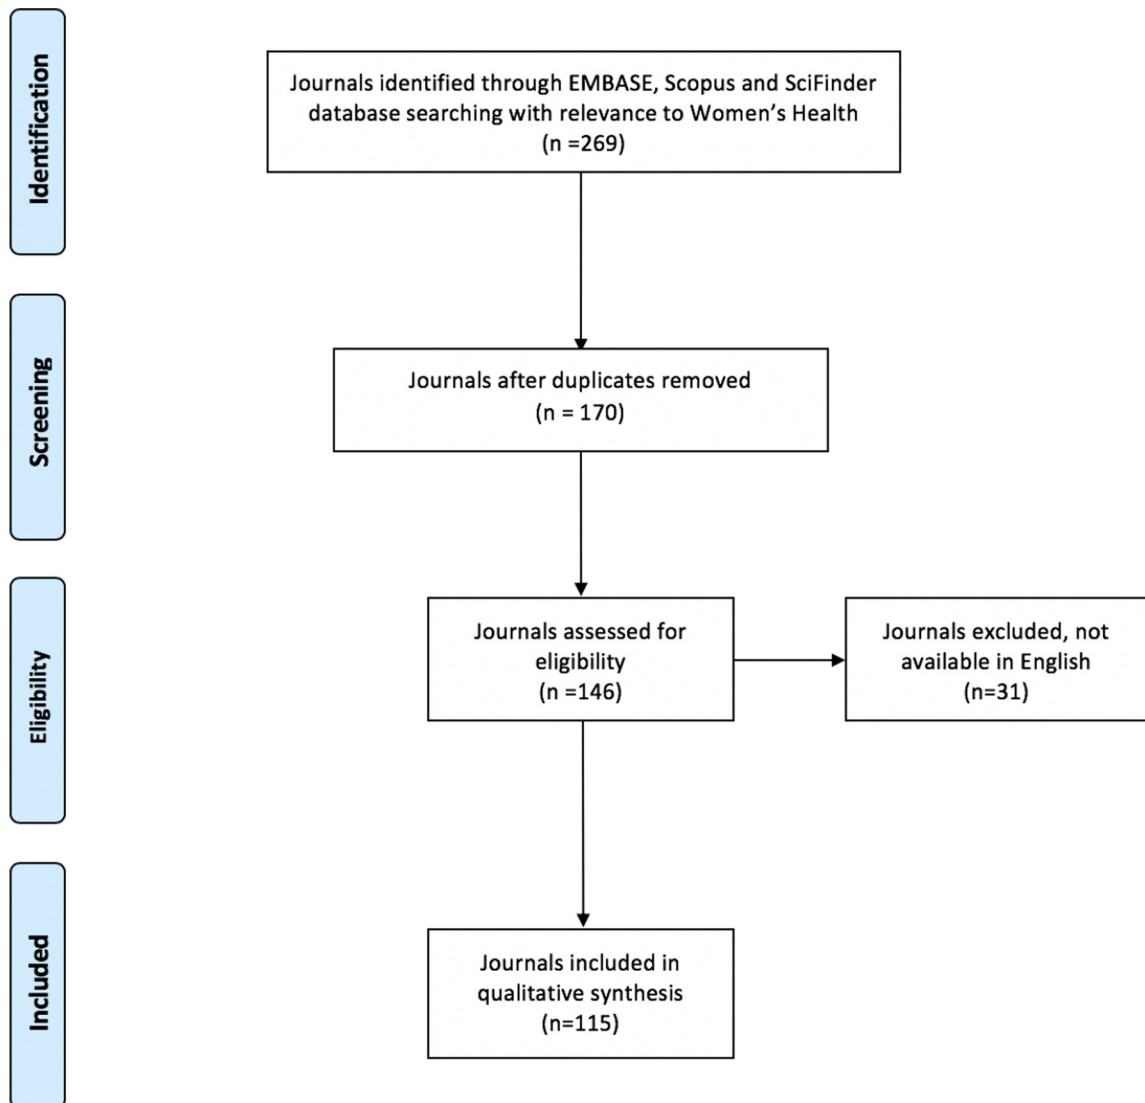 Identification
Journals identified through EMBASE, Scopus and SciFinder
database searching with relevance to Women's Health
(n =269)
Screening
Journals after duplicates removed
(n = 170)
Eligibility
Journals assessed for
eligibility
(n =146)
Journals excluded, not
available in English
(n=31)
Included
Journals included in
qualitative synthesis
(n=115)